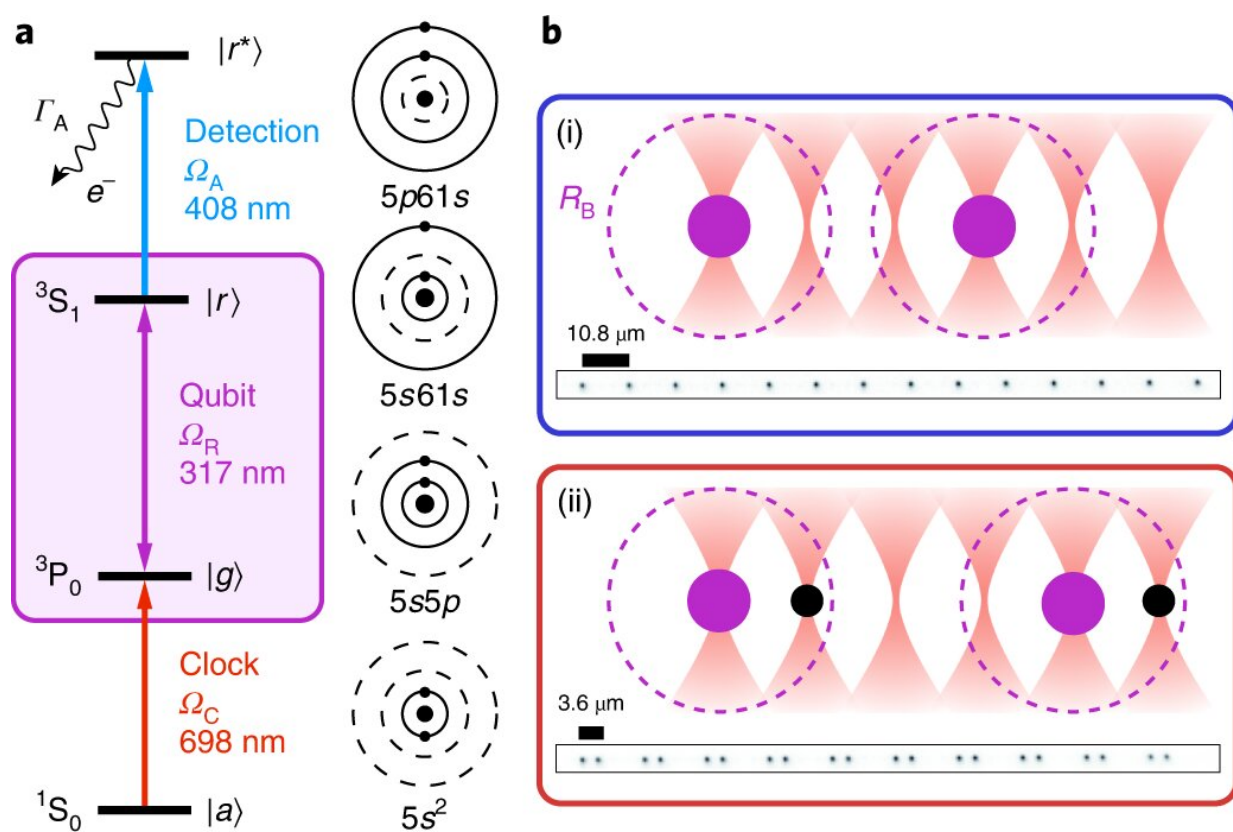 a
|r*⟩
Γ_A
e⁻
Detection
Ω_A
408 nm
³S₁
|r⟩
Qubit
Ω_R
317 nm
³P₀
|g⟩
Clock
Ω_C
698 nm
¹S₀
|a⟩
5p61s
5s61s
5s5p
5s²
b
(i)
R_B
10.8 μm
(ii)
3.6 μm